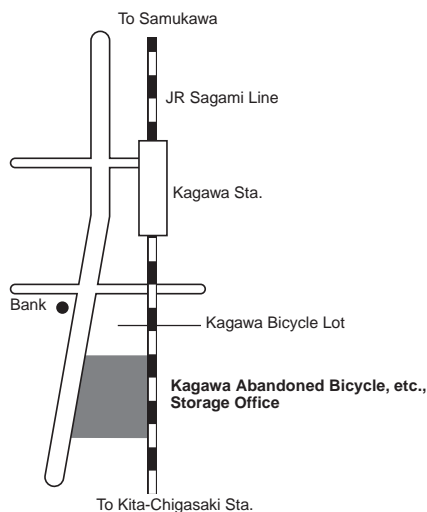 To Samukawa
JR Sagami Line
Kagawa Sta.
Bank
Kagawa Bicycle Lot
Kagawa Abandoned Bicycle, etc.,
Storage Office
To Kita-Chigasaki Sta.